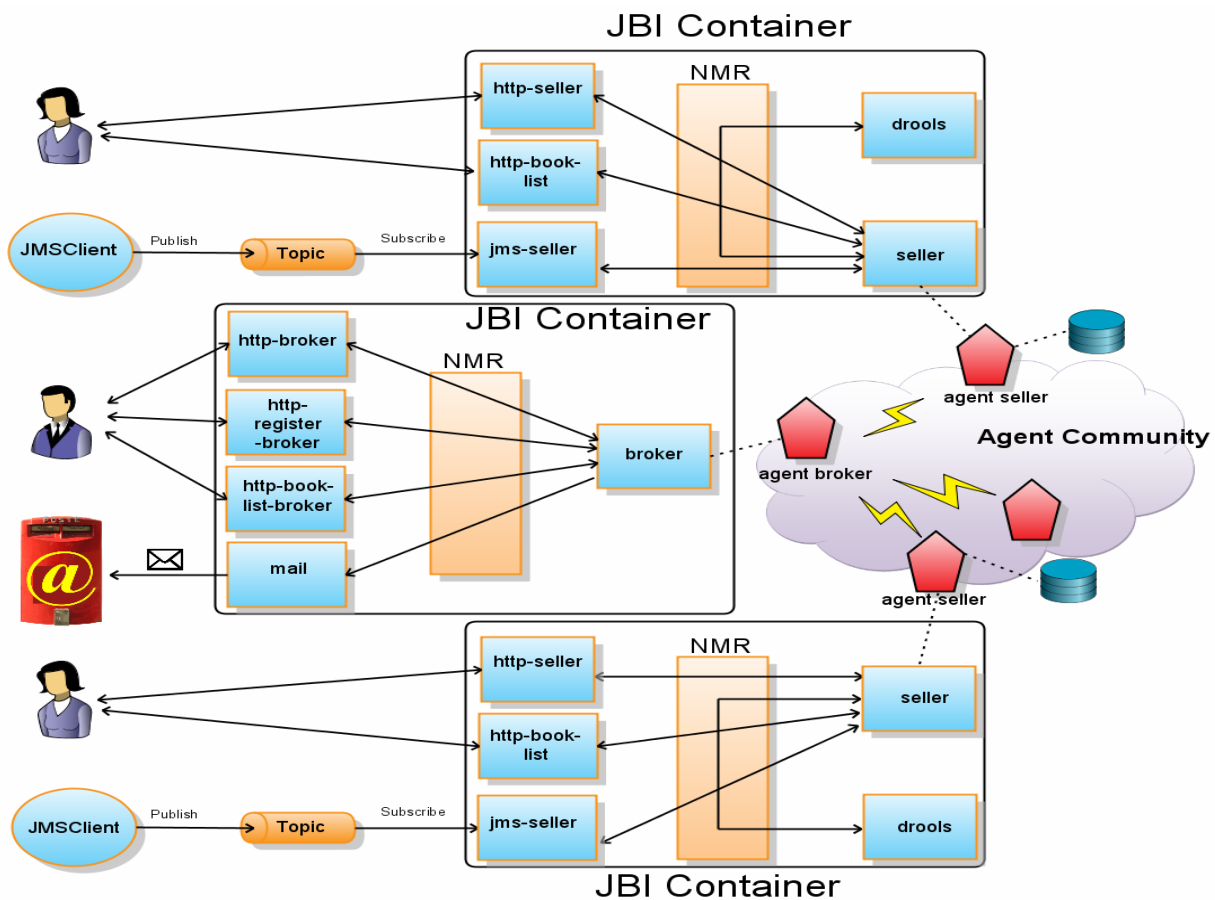 JBI Container
NMR
http-seller
drools
http-book-
list
JMSClient
Publish
Topic
Subscribe
jms-seller
seller
JBI Container
http-broker
NMR
http-
register
-broker
broker
http-book-
list-broker
mail
agent seller
Agent Community
agent broker
agent seller
POSTE
@
NMR
http-seller
seller
http-book-
list
JMSClient
Publish
Topic
Subscribe
jms-seller
drools
JBI Container